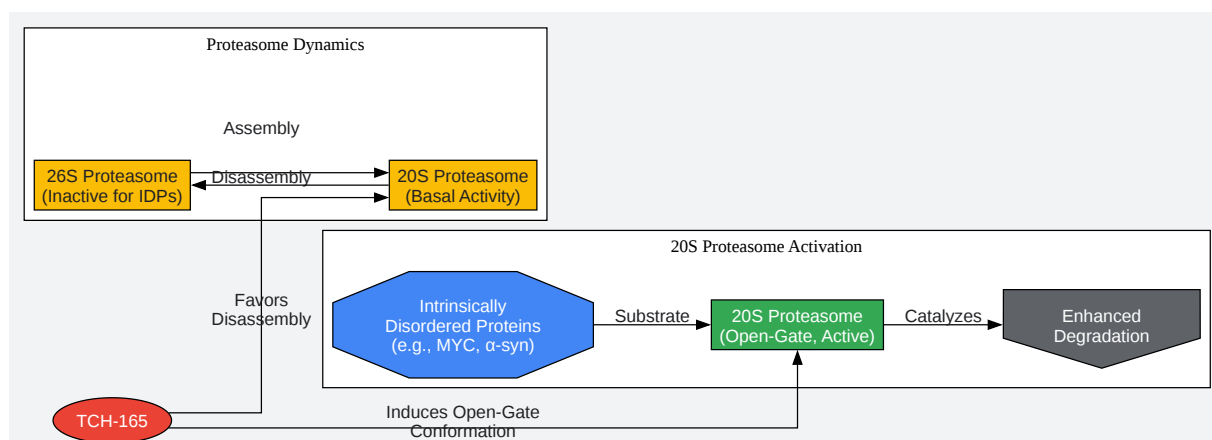 Proteasome Dynamics
Assembly
Disassembly
26S Proteasome
(Inactive for IDPs)
20S Proteasome
(Basal Activity)
20S Proteasome Activation
Favors
Disassembly
Intrinsically
Disordered Proteins
(e.g., MYC, α-syn)
Substrate
20S Proteasome
(Open-Gate, Active)
Catalyzes
Enhanced
Degradation
TCH-165
Induces Open-Gate
Conformation